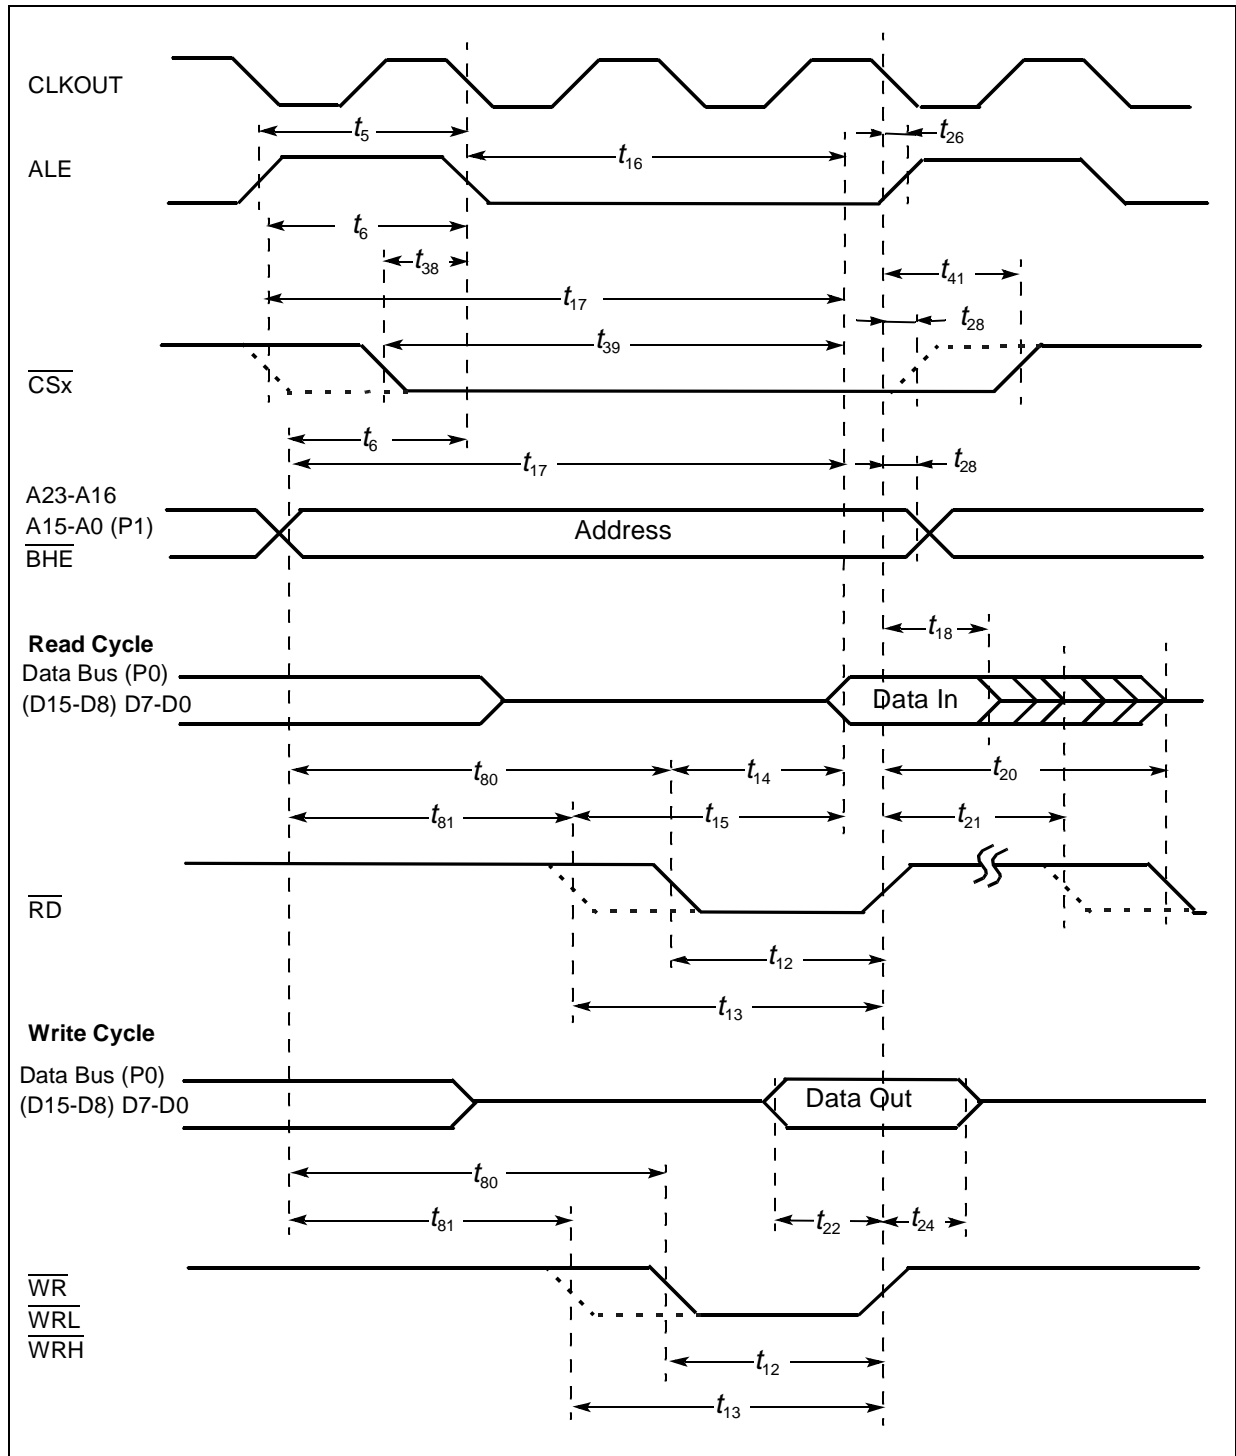 CLKOUT
t5
t26
ALE
t16
t6
t38
t41
t17
t28
t39
CSx
t6
t17
t28
A23-A16
A15-A0 (P1)
Address
BHE
t18
Read Cycle
Data Bus (P0)
(D15-D8) D7-D0
Data In
t80
t14
t20
t81
t15
t21
RD
t12
t13
Write Cycle
Data Bus (P0)
(D15-D8) D7-D0
Data Out
t80
t81
t22
t24
WR
WRL
WRH
t12
t13